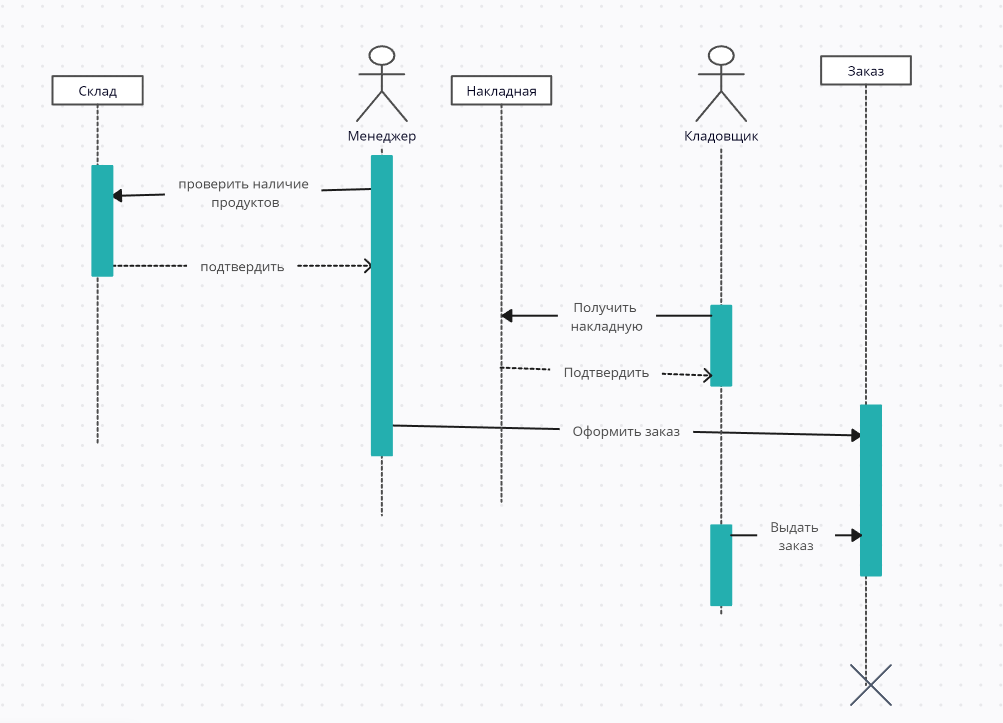 Склад
Менеджер
Накладная
Кладовщик
Заказ
проверить наличие
продуктов
подтвердить
Получить
накладную
Подтвердить
Оформить заказ
Выдать
заказ